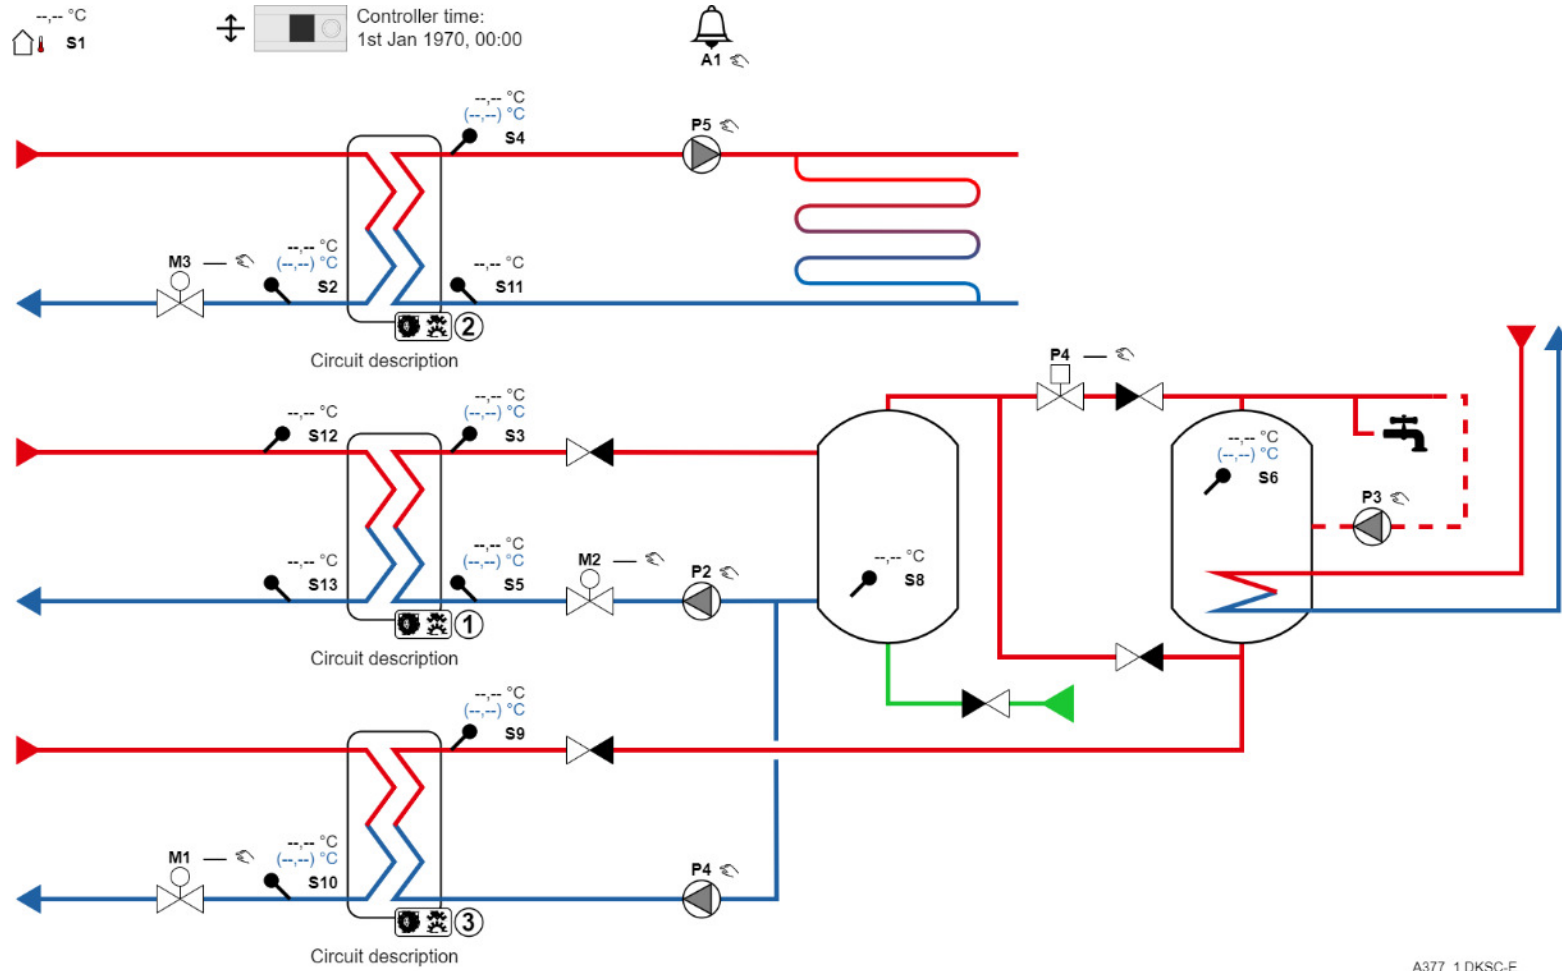 --,-- °C
S1
Controller time:
1st Jan 1970, 00:00
A1
--,-- °C
(--,--) °C
S4
P5
--,-- °C
(--,--) °C
S2
M3 —
--,-- °C
S11
2
Circuit description
P4 —
--,-- °C
S12
--,-- °C
(--,--) °C
S3
--,-- °C
(--,--) °C
S6
P3
--,-- °C
S13
--,-- °C
(--,--) °C
S5
M2 —
P2
--,-- °C
S8
1
Circuit description
--,-- °C
(--,--) °C
S9
--,-- °C
(--,--) °C
S10
M1 —
P4
3
Circuit description
A377_1 DKSC-E